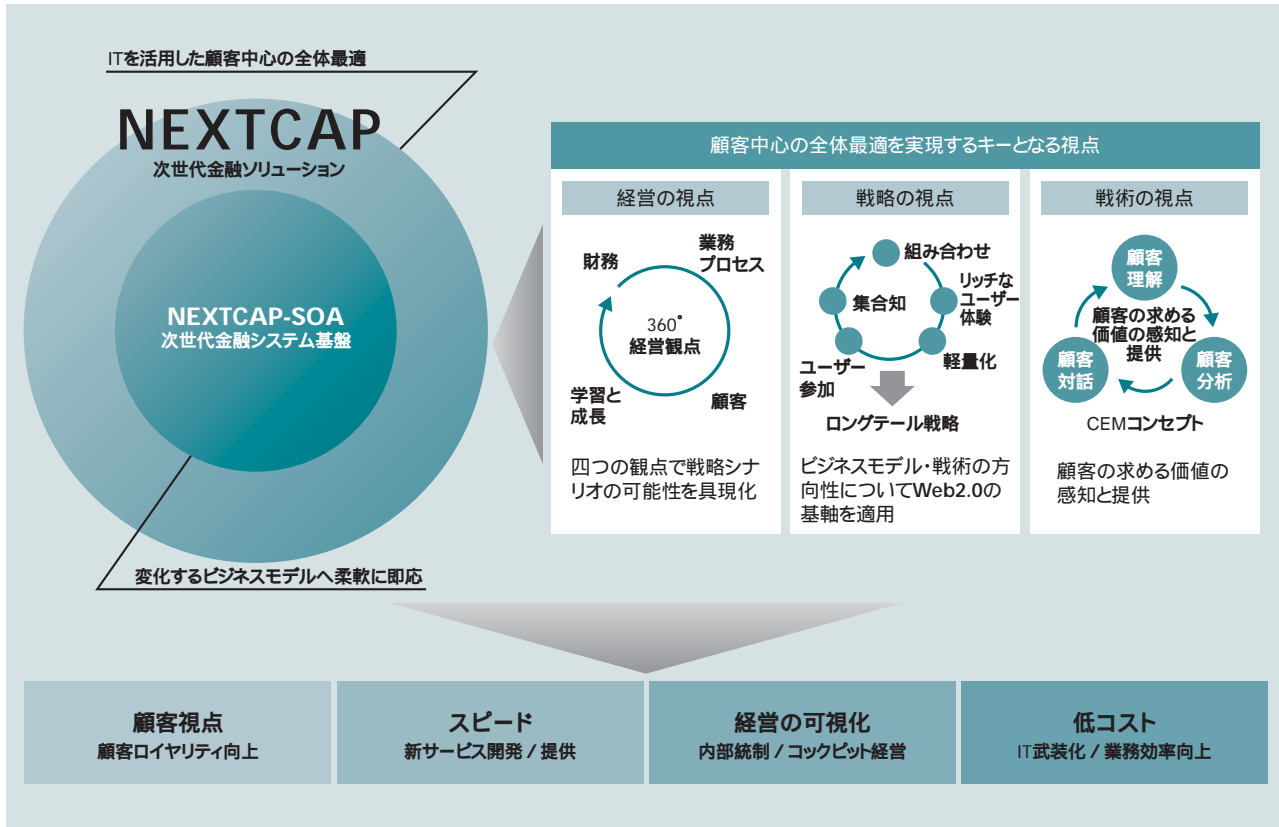 ITを活用した顧客中心の全体最適
NEXTCAP
次世代金融ソリューション
NEXTCAP-SOA
次世代金融システム基盤
変化するビジネスモデルへ柔軟に即応
顧客中心の全体最適を実現するキーとなる視点
経営の視点
財務
業務
プロセス
360°
経営観点
学習と
成長
顧客
四つの観点で戦略シナ
リオの可能性を具現化
戦略の視点
組み合わせ
集合知
リッチな
ユーザー
体験
ユーザー
参加
軽量化
ロングテール戦略
ビジネスモデル・戦術の方
向性についてWeb2.0の
基軸を適用
戦術の視点
顧客
理解
顧客の求める
価値の感知と
提供
顧客
対話
顧客
分析
CEMコンセプト
顧客の求める価値の
感知と提供
顧客視点
顧客ロイヤリティ向上
スピード
新サービス開発 / 提供
経営の可視化
内部統制 / コックピット経営
低コスト
IT武装化 / 業務効率向上